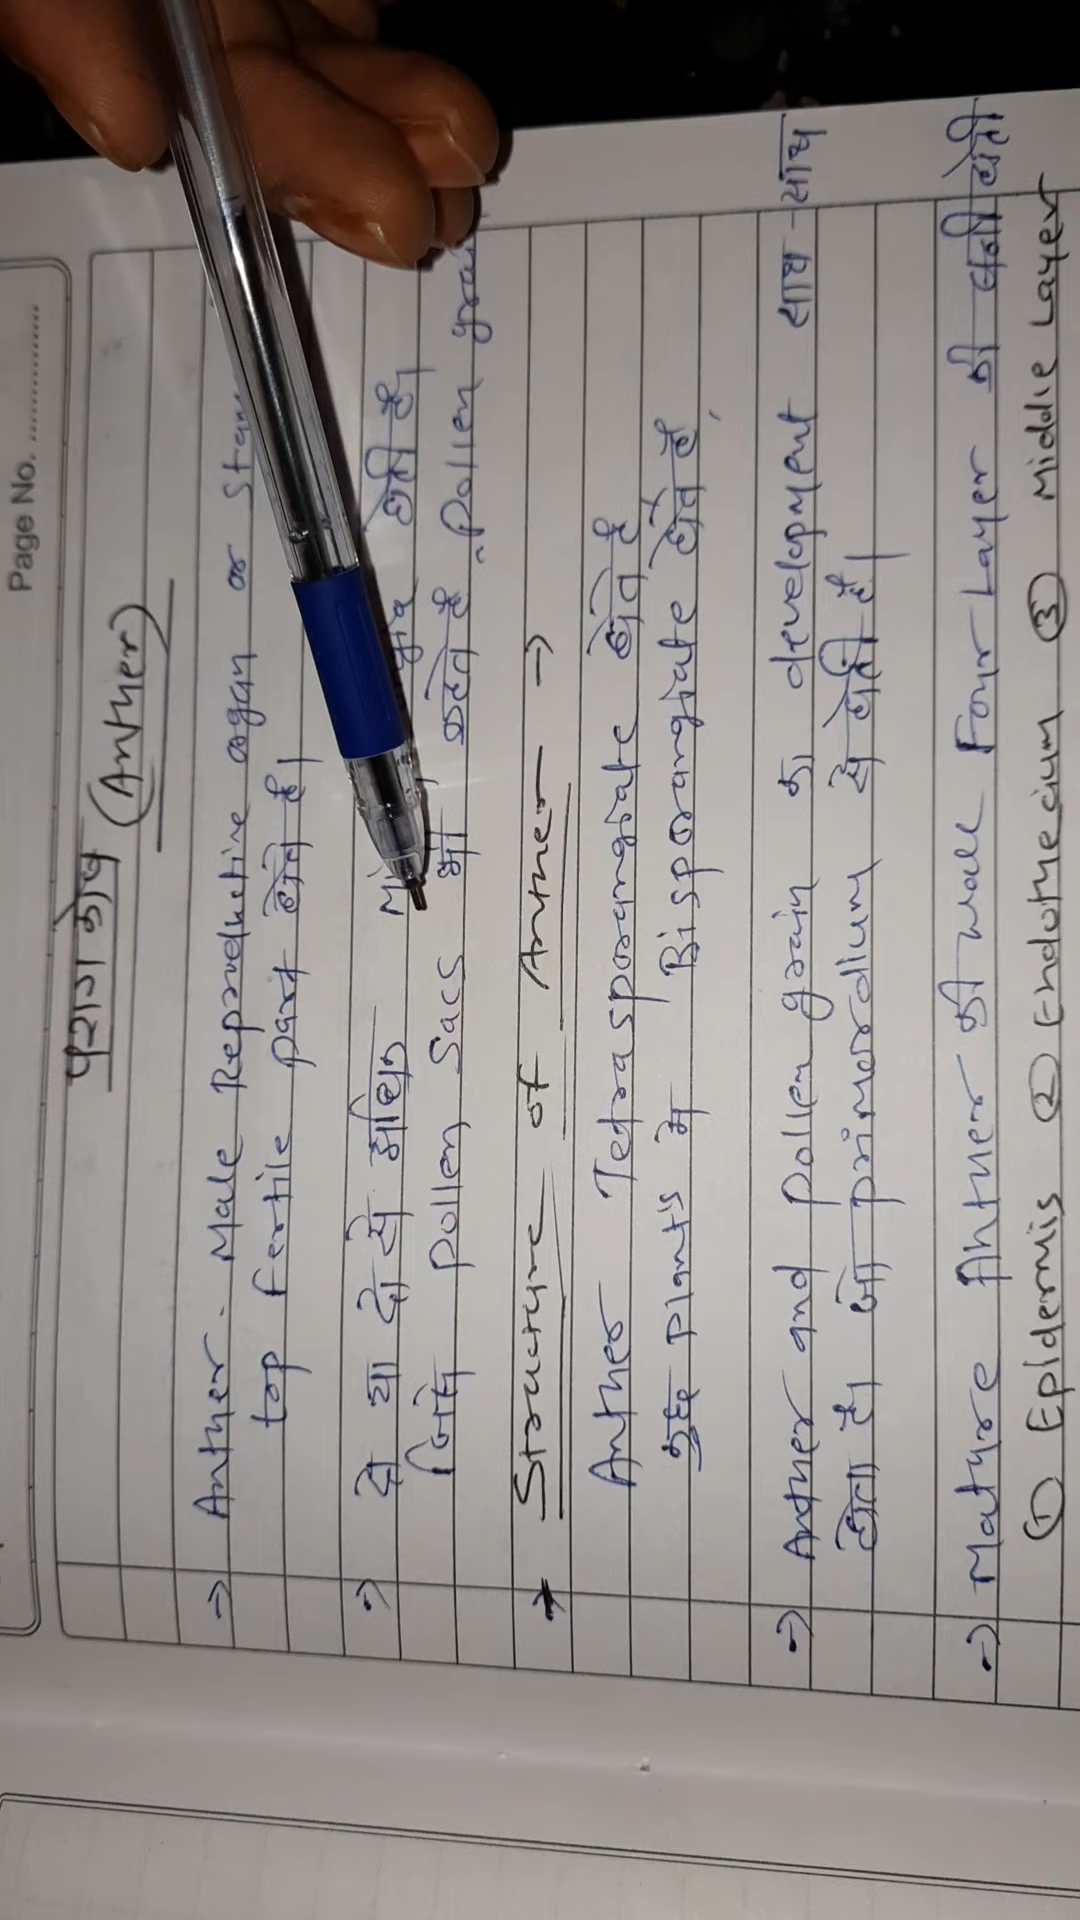 Page No. ..........
परागकोष (Anther)
→ Anther - Male Reproductive organ or Stam
top fertile part होते है।
→ दो या दो से अधिक होती है।
जिसे Pollen Sacs भी कहते है. Pollen grai
* Structure of Anther →
Anther Tetrasporangiate होते है
कुछ plants में Bisporangiate होते है,
→ Anther and pollen grain का development साथ-साथ
होता है। जो primordium से होती है।
→ Mature Anther की wall Four Layer की बनी होती
① Epidermis ② Endothecium ③ Middle Layer